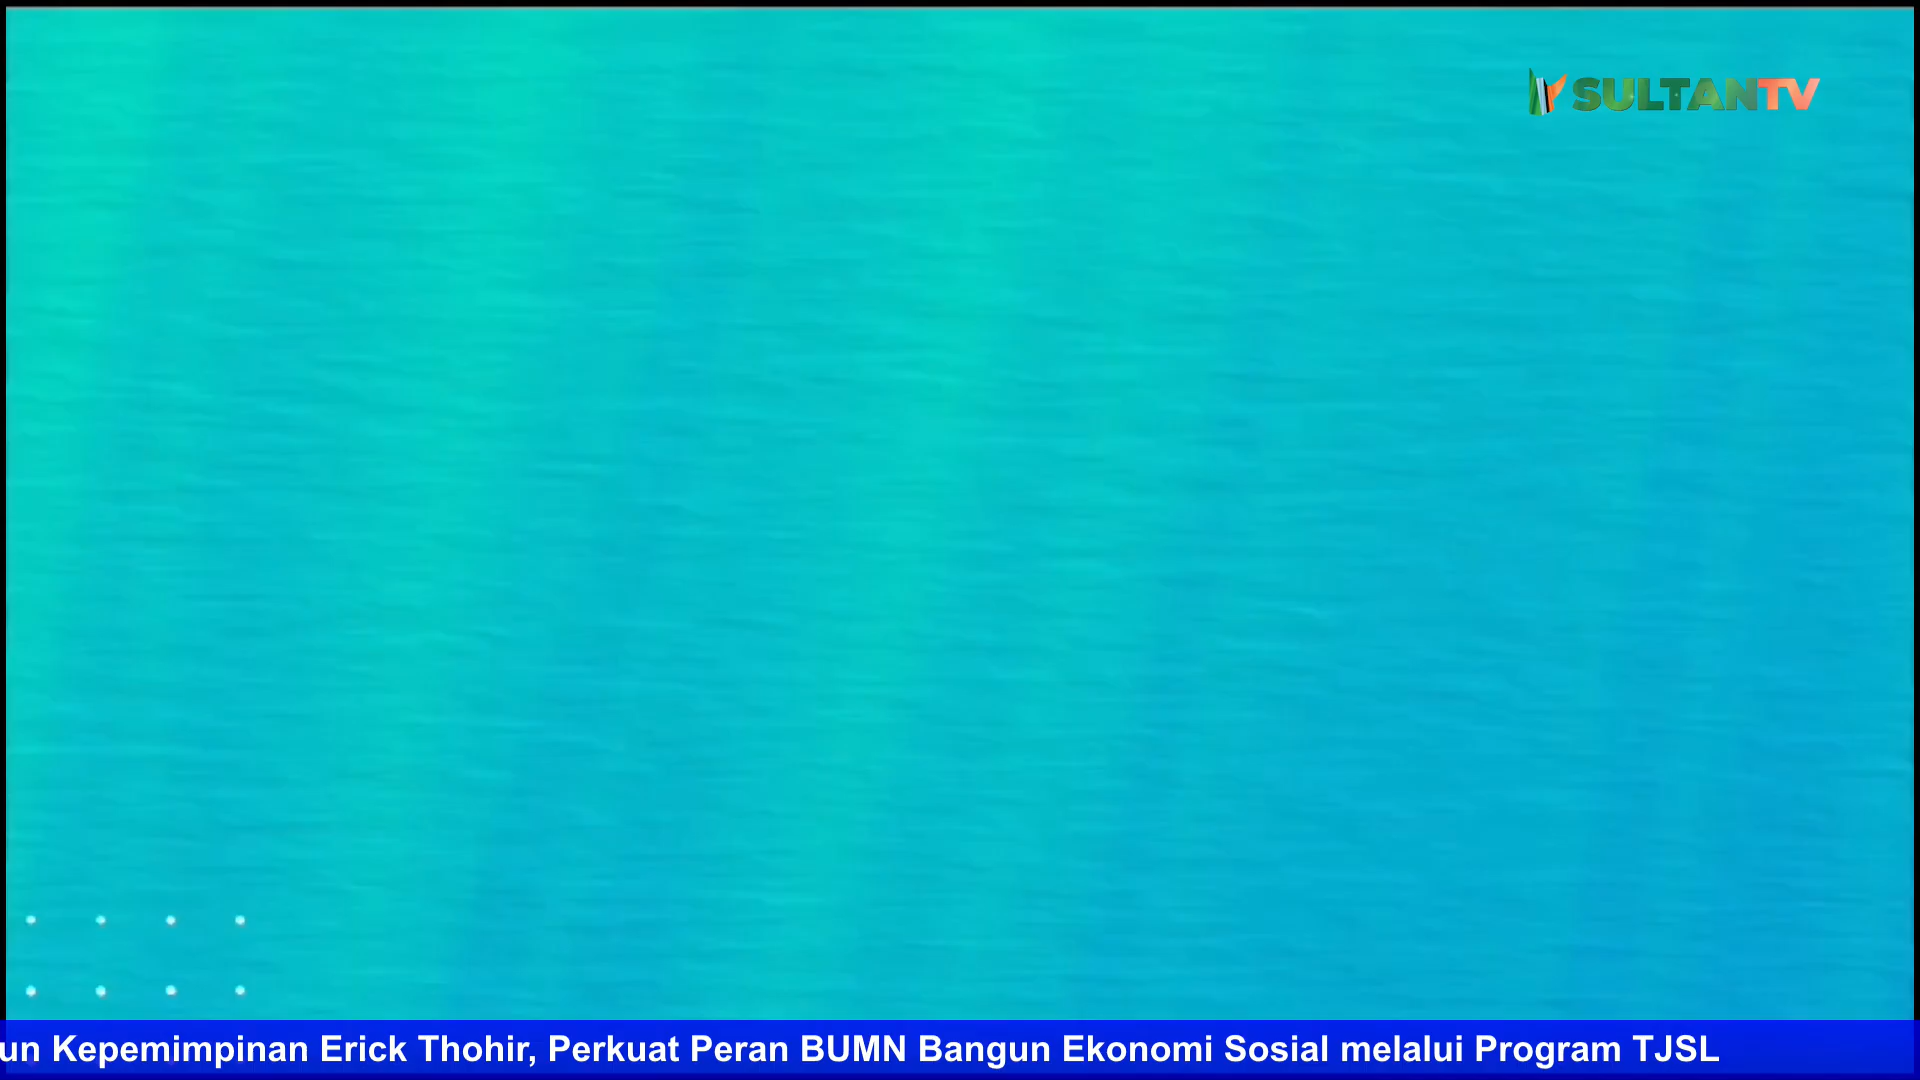 SULTANTV
un Kepemimpinan Erick Thohir, Perkuat Peran BUMN Bangun Ekonomi Sosial melalui Program TJSL